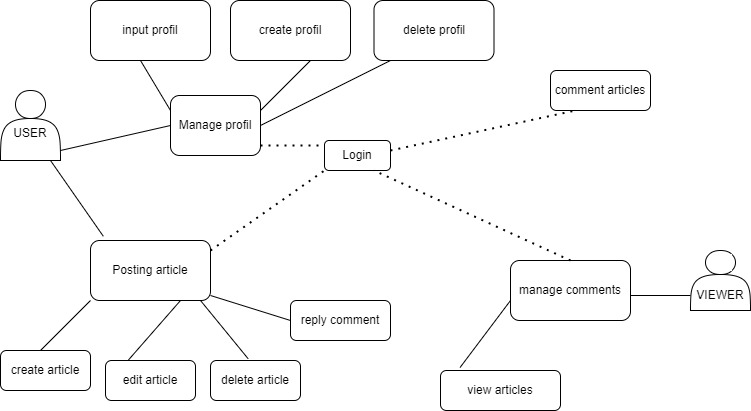 input profil
create profil
delete profil
comment articles
Manage profil
USER
Login
Posting article
manage comments
VIEWER
reply comment
create article
edit article
delete article
view articles